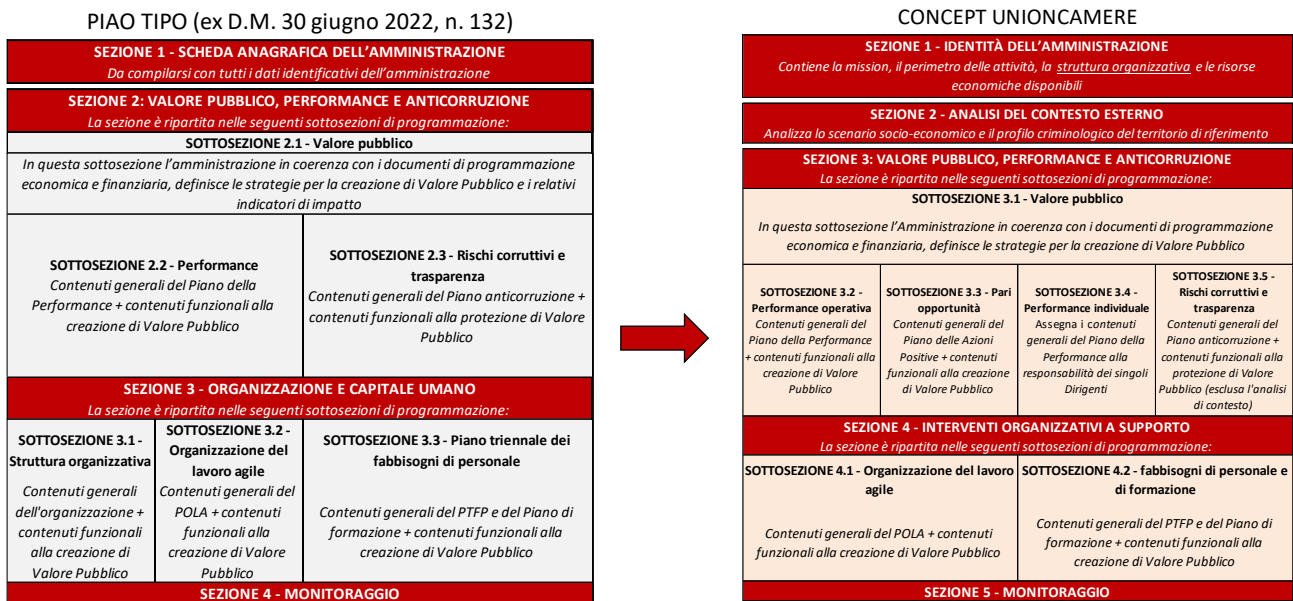 PIAO TIPO (ex D.M. 30 giugno 2022, n. 132)
SEZIONE 1 - SCHEDA ANAGRAFICA DELL'AMMINISTRAZIONE
Da compilarsi con tutti i dati identificativi dell'amministrazione
SEZIONE 2: VALORE PUBBLICO, PERFORMANCE E ANTICORRUZIONE
La sezione è ripartita nelle seguenti sottosezioni di programmazione:
SOTTOSEZIONE 2.1 - Valore pubblico
In questa sottosezione l'amministrazione in coerenza con i documenti di programmazione
economica e finanziaria, definisce le strategie per la creazione di Valore Pubblico e i relativi
indicatori di impatto
SOTTOSEZIONE 2.2 - Performance
Contenuti generali del Piano della
Performance + contenuti funzionali alla
creazione di Valore Pubblico
SOTTOSEZIONE 2.3 - Rischi corruttivi e
trasparenza
Contenuti generali del Piano anticorruzione +
contenuti funzionali alla protezione di Valore
Pubblico
SEZIONE 3 - ORGANIZZAZIONE E CAPITALE UMANO
La sezione è ripartita nelle seguenti sottosezioni di programmazione:
SOTTOSEZIONE 3.1 -
Struttura organizzativa
Contenuti generali
dell'organizzazione +
contenuti funzionali
alla creazione di
Valore Pubblico
SOTTOSEZIONE 3.2 -
Organizzazione del
lavoro agile
Contenuti generali del
POLA + contenuti
funzionali alla
creazione di Valore
Pubblico
SOTTOSEZIONE 3.3 - Piano triennale dei
fabbisogni di personale
Contenuti generali del PTFP e del Piano di
formazione + contenuti funzionali alla
creazione di Valore Pubblico
SEZIONE 4 - MONITORAGGIO
CONCEPT UNIONCAMERE
SEZIONE 1 - IDENTITÀ DELL'AMMINISTRAZIONE
Contiene la mission, il perimetro delle attività, la struttura organizzativa e le risorse
economiche disponibili
SEZIONE 2 - ANALISI DEL CONTESTO ESTERNO
Analizza lo scenario socio-economico e il profilo criminologico del territorio di riferimento
SEZIONE 3: VALORE PUBBLICO, PERFORMANCE E ANTICORRUZIONE
La sezione è ripartita nelle seguenti sottosezioni di programmazione:
SOTTOSEZIONE 3.1 - Valore pubblico
In questa sottosezione l'Amministrazione in coerenza con i documenti di programmazione
economica e finanziaria, definisce le strategie per la creazione di Valore Pubblico
SOTTOSEZIONE 3.2 -
Performance operativa
Contenuti generali del
Piano della Performance
+ contenuti funzionali alla
creazione di Valore
Pubblico
SOTTOSEZIONE 3.3 - Pari
opportunità
Contenuti generali del
Piano delle Azioni
Positive + contenuti
funzionali alla creazione
di Valore Pubblico
SOTTOSEZIONE 3.4 -
Performance individuale
Assegna i contenuti
generali del Piano della
Performance alla
responsabilità dei singoli
Dirigenti
SOTTOSEZIONE 3.5 -
Rischi corruttivi e
trasparenza
Contenuti generali del
Piano anticorruzione +
contenuti funzionali alla
protezione di Valore
Pubblico (esclusa l'analisi
di contesto)
SEZIONE 4 - INTERVENTI ORGANIZZATIVI A SUPPORTO
La sezione è ripartita nelle seguenti sottosezioni di programmazione:
SOTTOSEZIONE 4.1 - Organizzazione del lavoro
agile
Contenuti generali del POLA + contenuti
funzionali alla creazione di Valore Pubblico
SOTTOSEZIONE 4.2 - fabbisogni di personale e
di formazione
Contenuti generali del PTFP e del Piano di
formazione + contenuti funzionali alla
creazione di Valore Pubblico
SEZIONE 5 - MONITORAGGIO